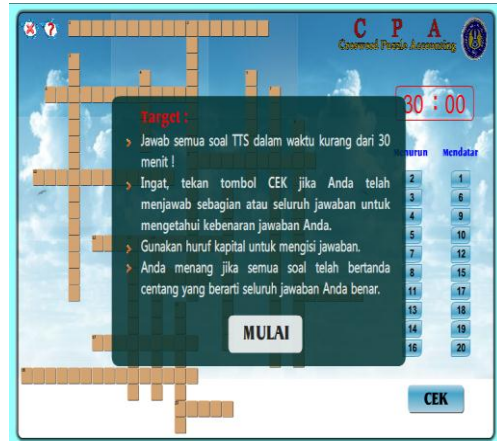 C P A
Crossword Puzzle Accounting
30 : 00
Target :
Jawab semua soal TTS dalam waktu kurang dari 30
menit !
Ingat, tekan tombol CEK jika Anda telah
menjawab sebagian atau seluruh jawaban untuk
mengetahui kebenaran jawaban Anda.
Gunakan huruf kapital untuk mengisi jawaban.
Anda menang jika semua soal telah bertanda
centang yang berarti seluruh jawaban Anda benar.
MULAI
Menurun Mendatar
2 1
3 6
4 9
5 10
7 12
8 15
11 17
13 18
14 19
16 20
CEK